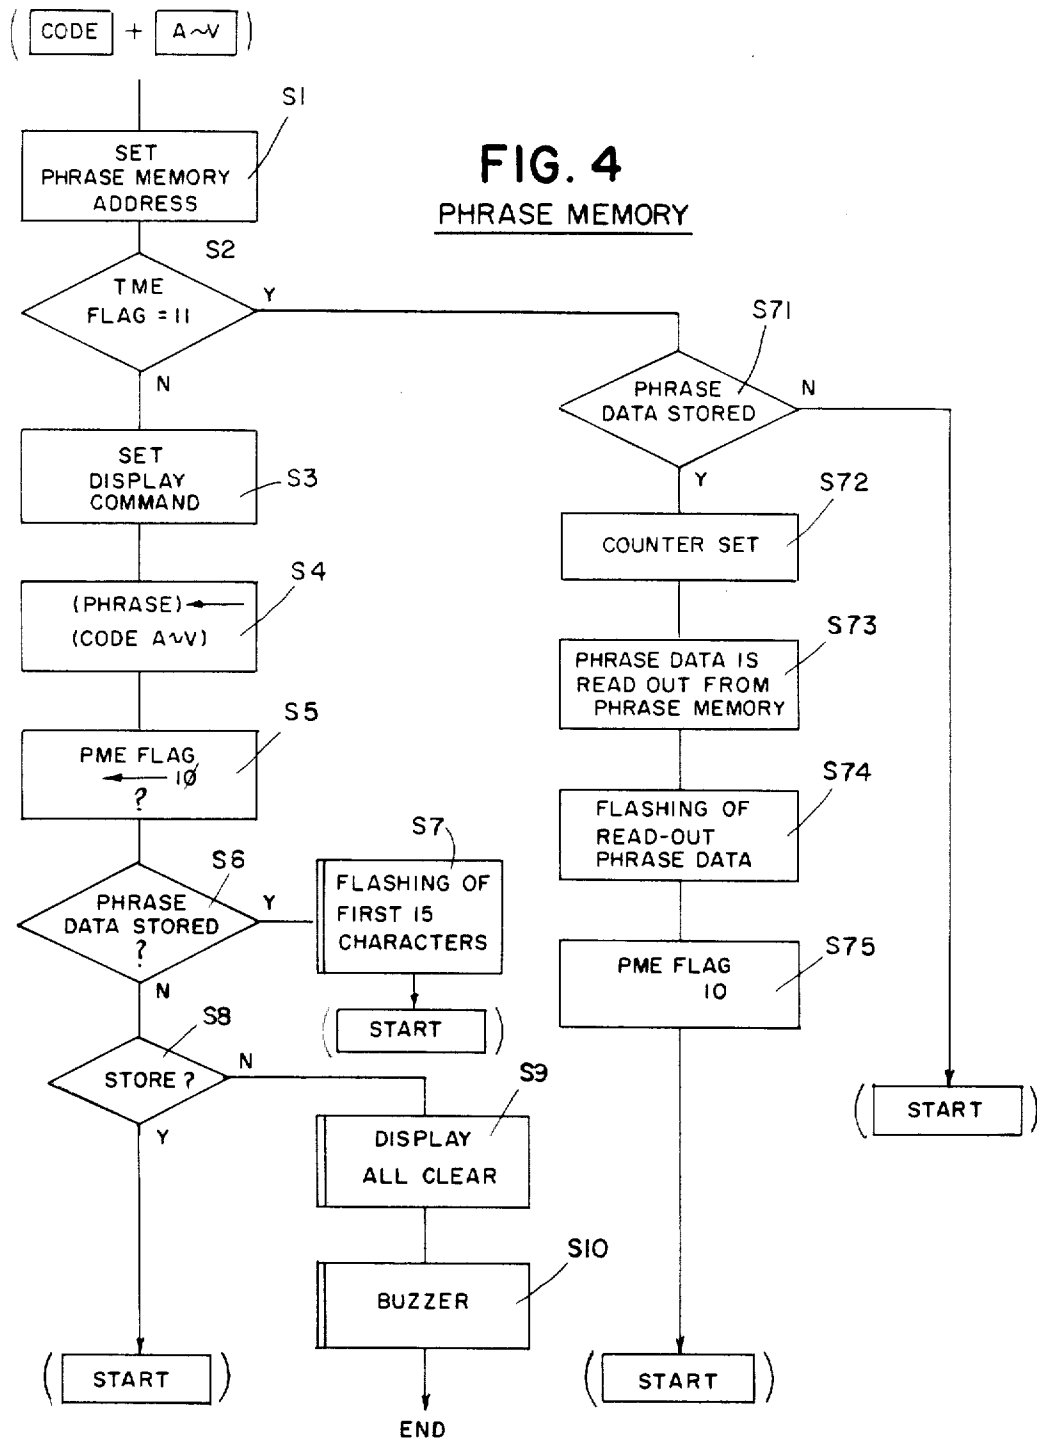 ( CODE + A~V )
S1
SET
PHRASE MEMORY
ADDRESS
FIG. 4
PHRASE MEMORY
S2
TME
FLAG = 11
Y
N
S71
PHRASE
DATA STORED
N
Y
SET
DISPLAY
COMMAND
S3
S72
COUNTER SET
S4
(PHRASE) ←
(CODE A~V)
S73
PHRASE DATA IS
READ OUT FROM
PHRASE MEMORY
S5
PME FLAG
← 10
?
S74
FLASHING OF
READ-OUT
PHRASE DATA
S6
PHRASE
DATA STORED
?
Y
N
S7
FLASHING OF
FIRST 15
CHARACTERS
( START )
S75
PME FLAG
10
S8
STORE ?
N
Y
S9
DISPLAY
ALL CLEAR
( START )
S10
BUZZER
( START )
END
( START )